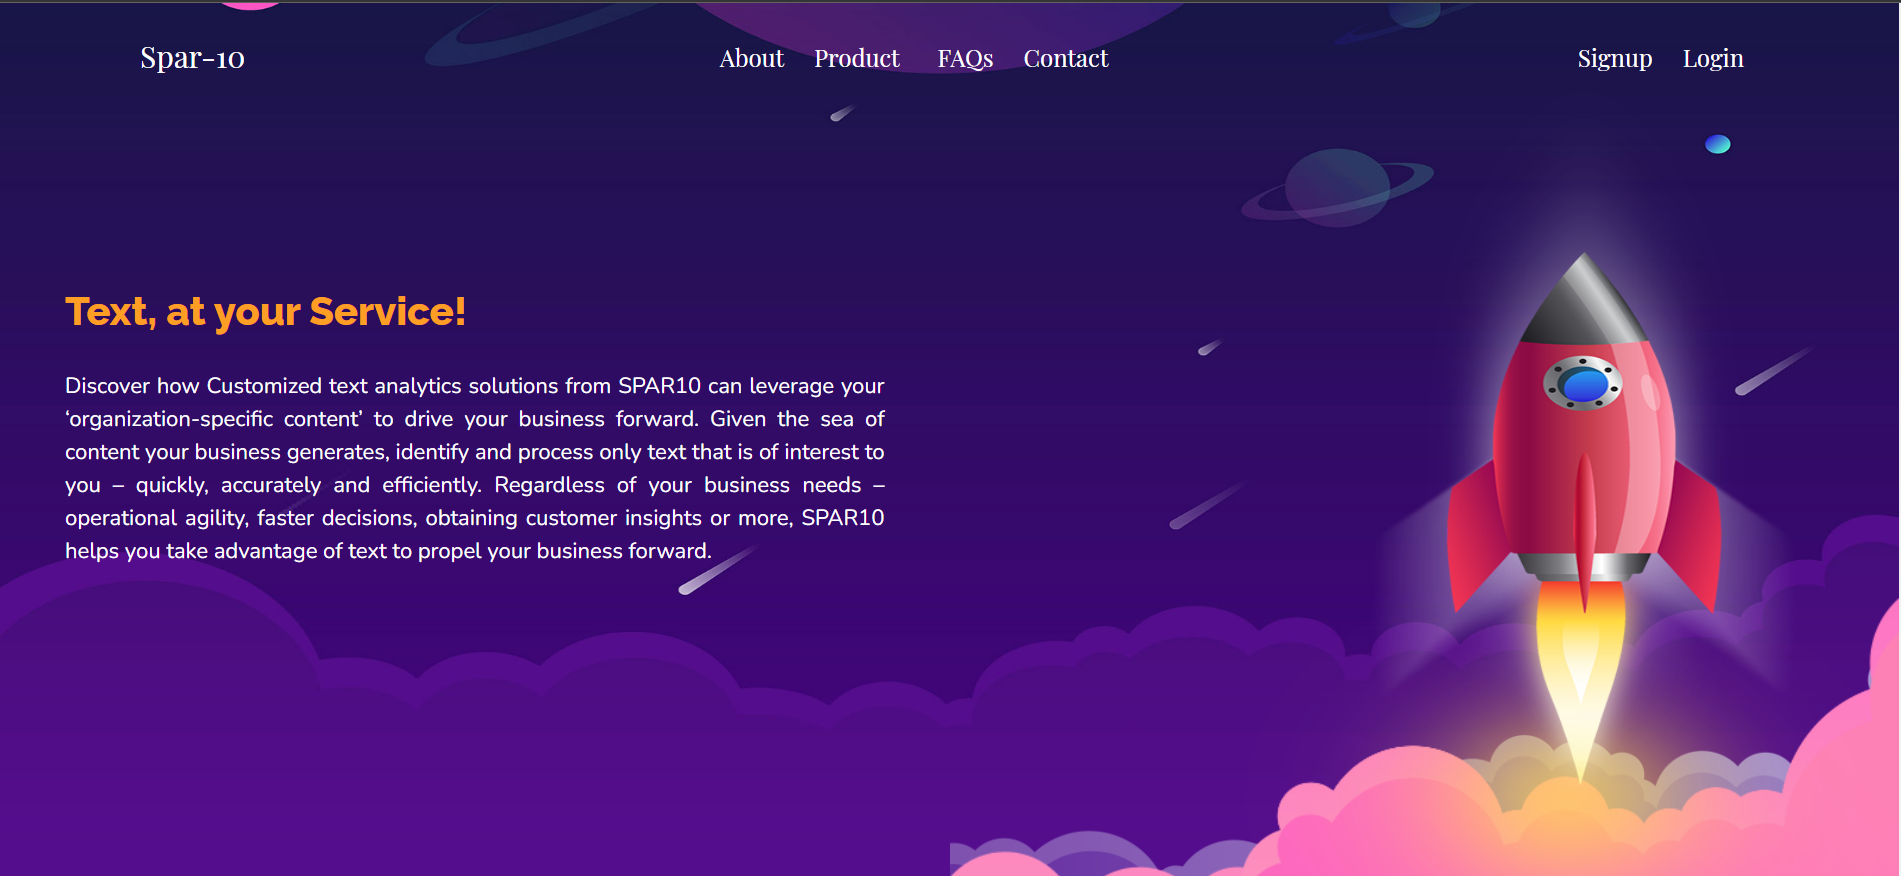 Spar-10
About Product FAQs Contact
Signup Login
Text, at your Service!
Discover how Customized text analytics solutions from SPAR10 can leverage your
‘organization-specific content’ to drive your business forward. Given the sea of
content your business generates, identify and process only text that is of interest to
you – quickly, accurately and efficiently. Regardless of your business needs –
operational agility, faster decisions, obtaining customer insights or more, SPAR10
helps you take advantage of text to propel your business forward.